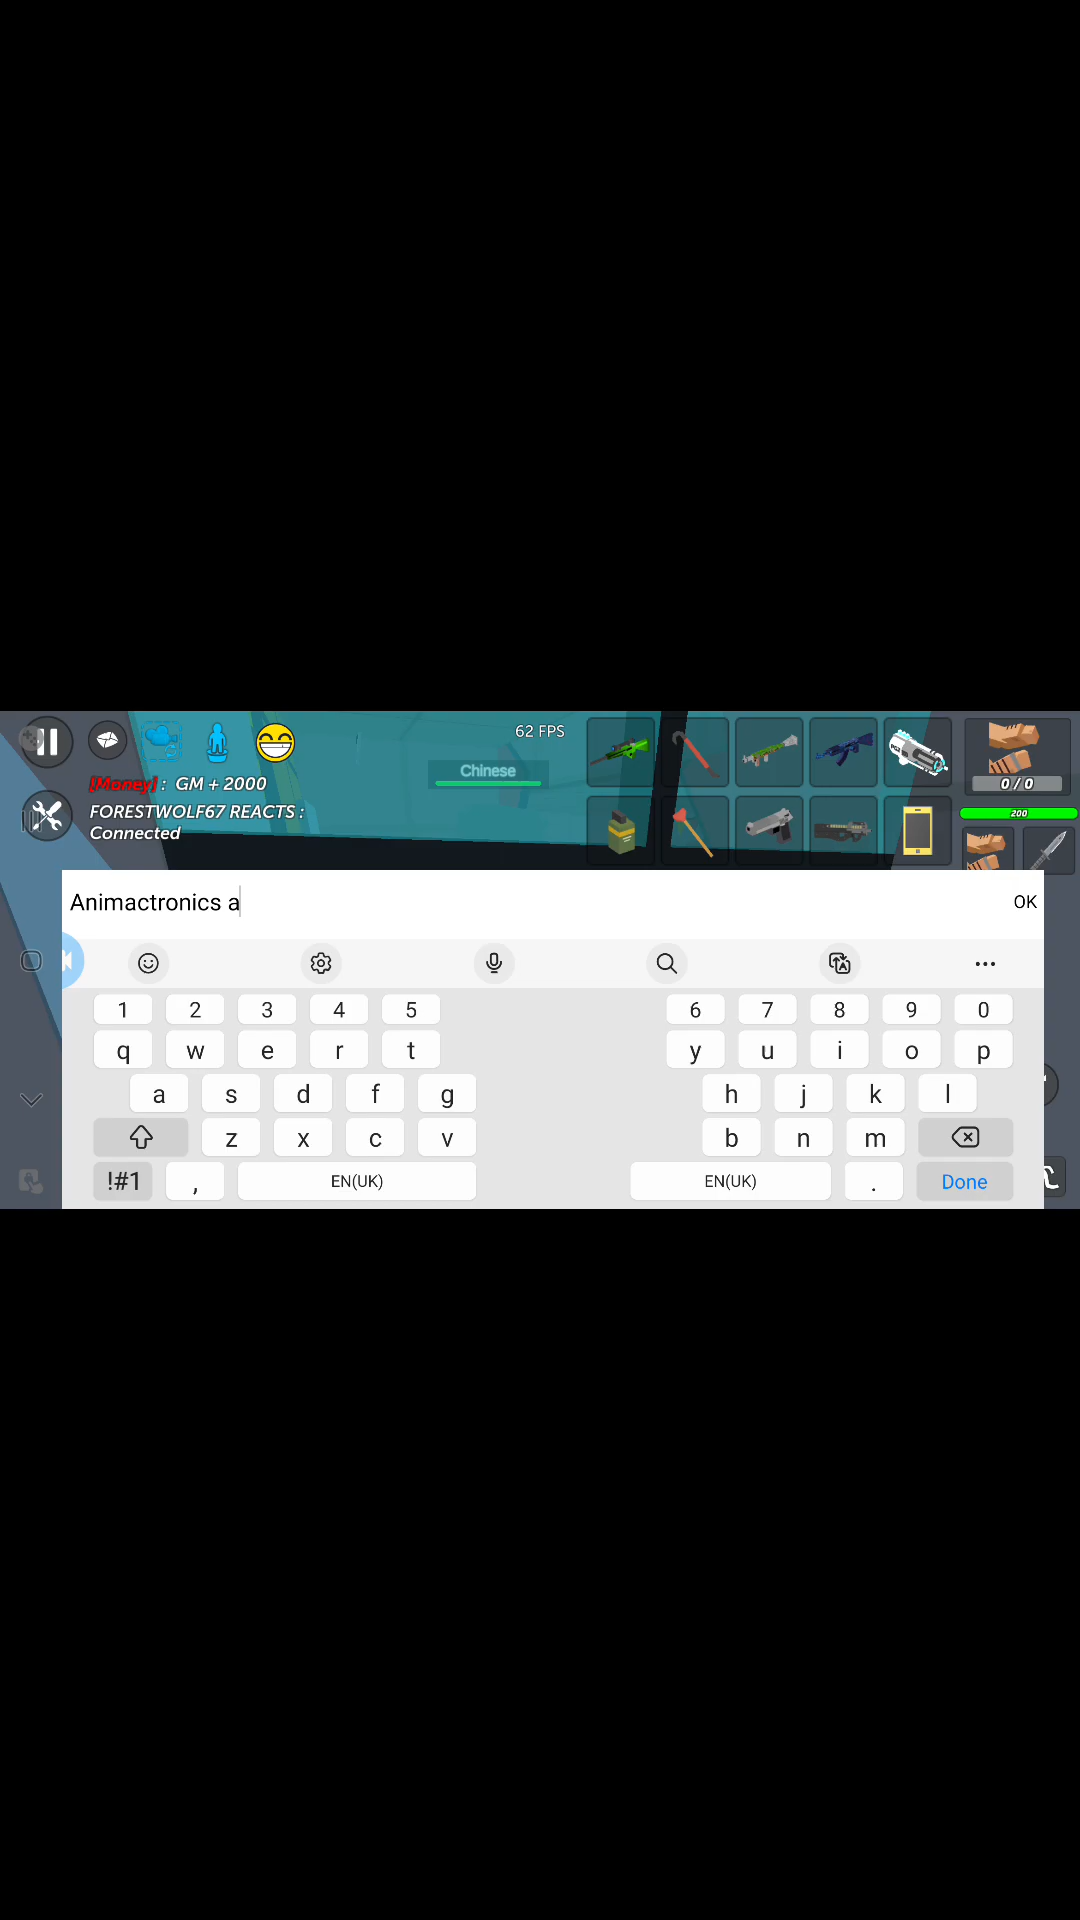 62 FPS
Chinese
[Money] : GM + 2000
FORESTWOLF67 REACTS :
Connected
0 / 0
200
Animactronics a
OK
1 2 3 4 5 6 7 8 9 0
q w e r t y u i o p
a s d f g h j k l
z x c v b n m
!#1 , EN(UK) EN(UK) . Done